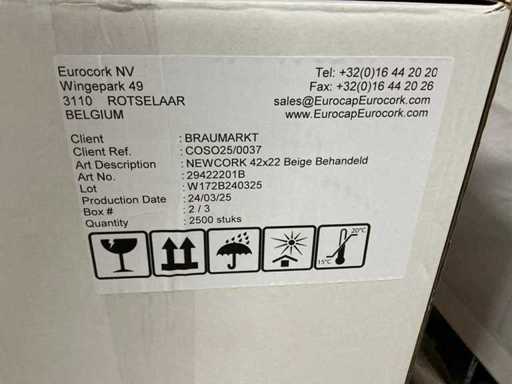 Eurocork NV Tel: +32(0)16 44 20 20
Wingepark 49 Fax: +32(0)16 44 20 26
3110 ROTSELAAR sales@EurocapEurocork.com
BELGIUM www.EurocapEurocork.com
Client :BRAUMARKT
Client Ref. :COSO25/0037
Art Description :NEWCORK 42x22 Beige Behandeld
Art No. :29422201B
Lot :W172B240325
Production Date :24/03/25
Box # :2 / 3
Quantity :2500 stuks
20°C
15°C